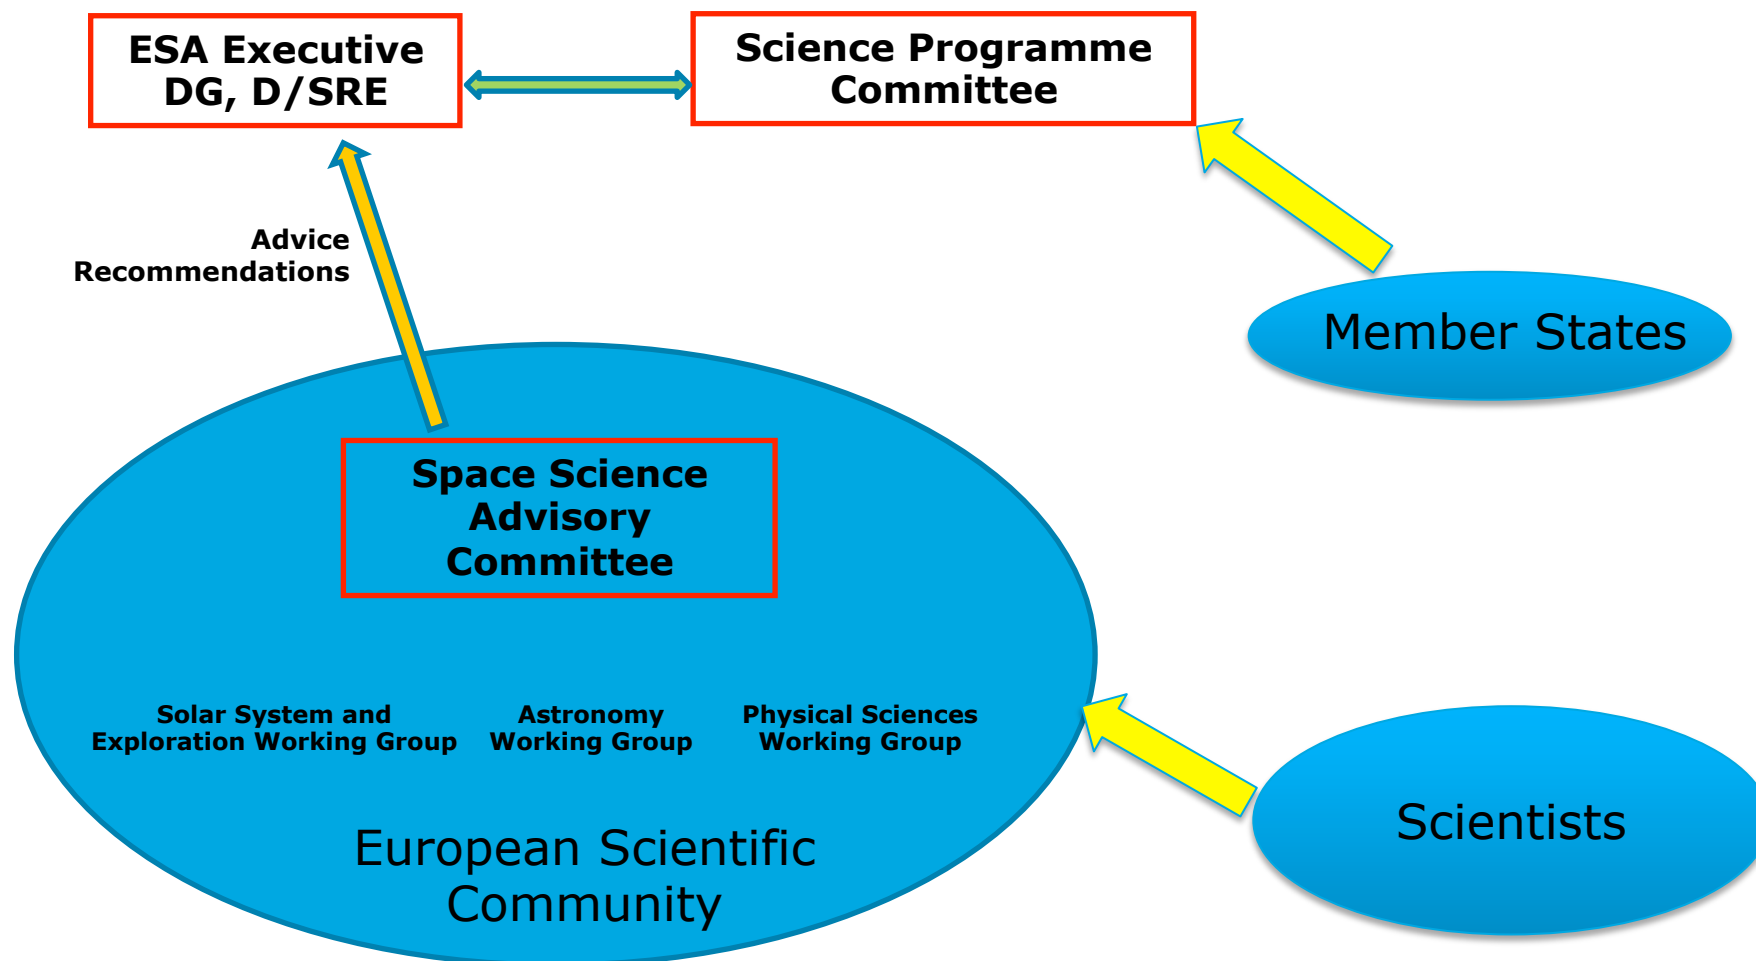 ESA Executive
DG, D/SRE
Science Programme
Committee
Advice
Recommendations
Member States
Space Science
Advisory
Committee
Solar System and
Exploration Working Group
Astronomy
Working Group
Physical Sciences
Working Group
Scientists
European Scientific
Community